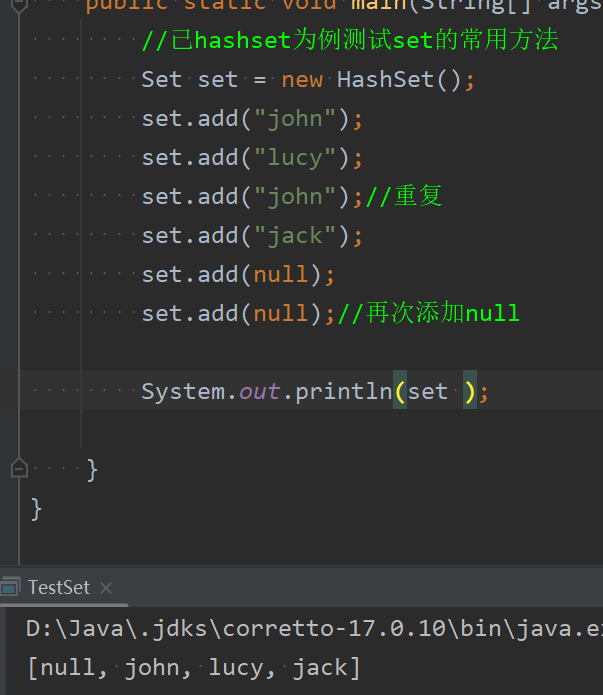 public static void main(String[] args
//已hashset为例测试set的常用方法
Set set = new HashSet();
set.add("john");
set.add("lucy");
set.add("john");//重复
set.add("jack");
set.add(null);
set.add(null);//再次添加null
System.out.println(set );
}
}
TestSet
D:\Java\.jdks\corretto-17.0.10\bin\java.ex
[null, john, lucy, jack]